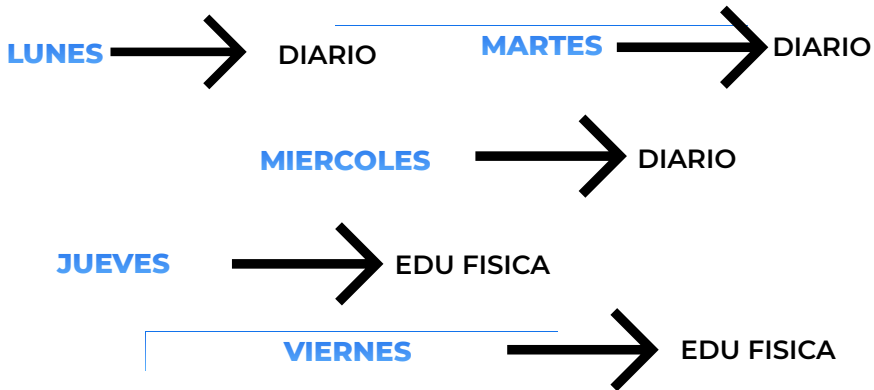 LUNES DIARIO MARTES DIARIO
MIERCOLES DIARIO
JUEVES EDU FISICA
VIERNES EDU FISICA